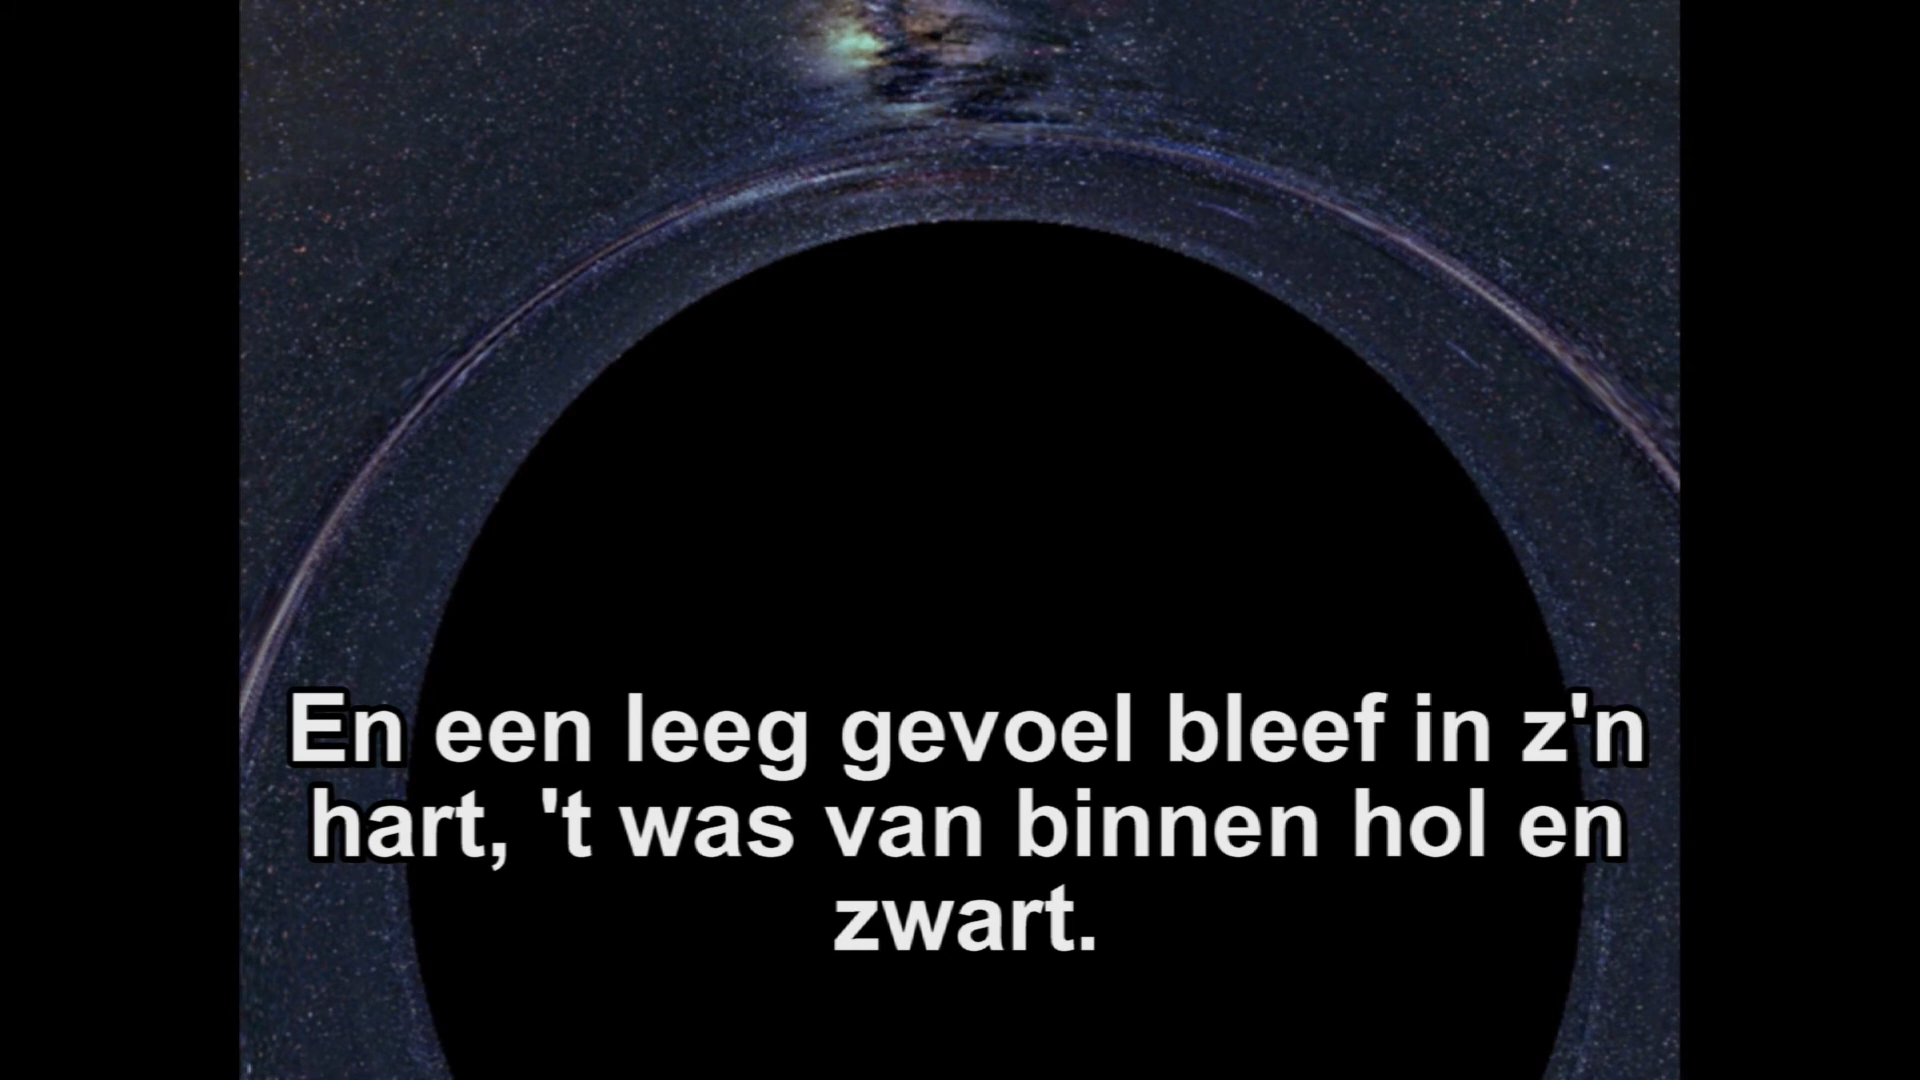 En een leeg gevoel bleef in z'n
hart, 't was van binnen hol en
zwart.